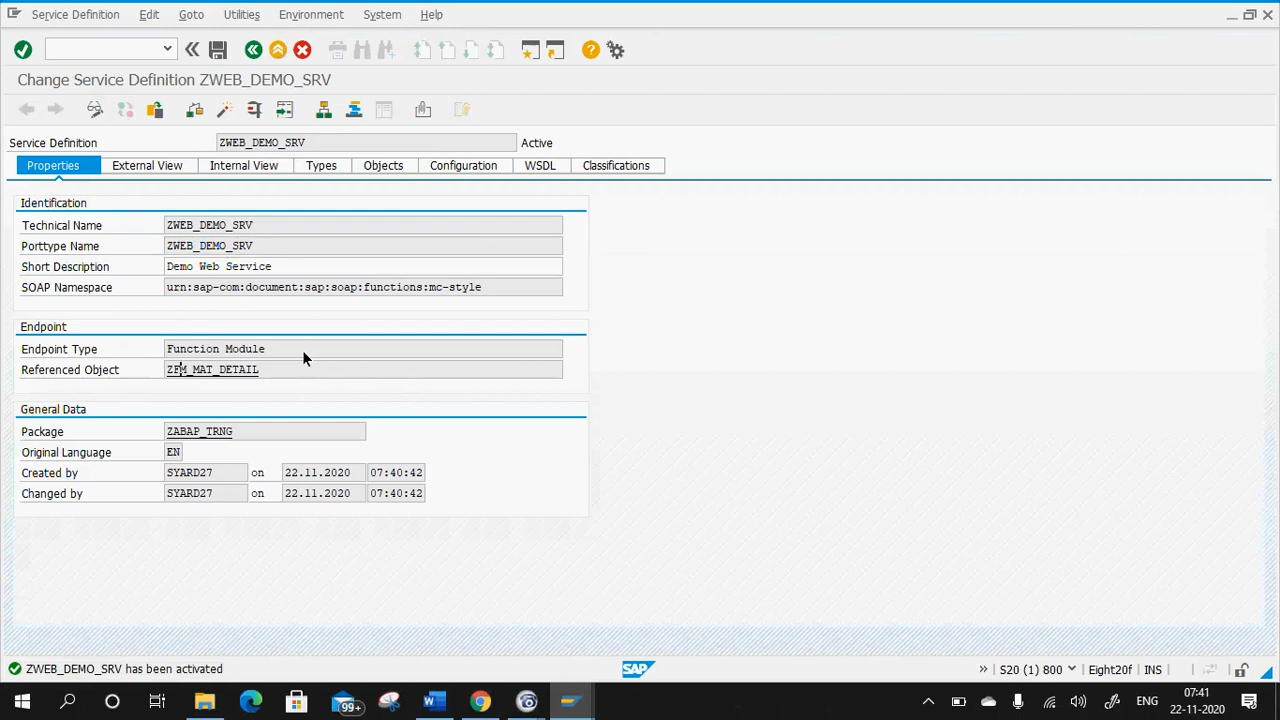 Service Definition Edit Goto Utilities Environment System Help
Change Service Definition ZWEB_DEMO_SRV
Service Definition ZWEB_DEMO_SRV Active
Properties External View Internal View Types Objects Configuration WSDL Classifications
Identification
Technical Name ZWEB_DEMO_SRV
Porttype Name ZWEB_DEMO_SRV
Short Description Demo Web Service
SOAP Namespace urn:sap-com:document:sap:soap:functions:mc-style
Endpoint
Endpoint Type Function Module
Referenced Object ZFM_MAT_DETAIL
General Data
Package ZABAP_TRNG
Original Language EN
Created by SYARD27 on 22.11.2020 07:40:42
Changed by SYARD27 on 22.11.2020 07:40:42
ZWEB_DEMO_SRV has been activated SAP S20 (1) 800 Eight20f INS
99+ ENG 07:41
22-11-2020